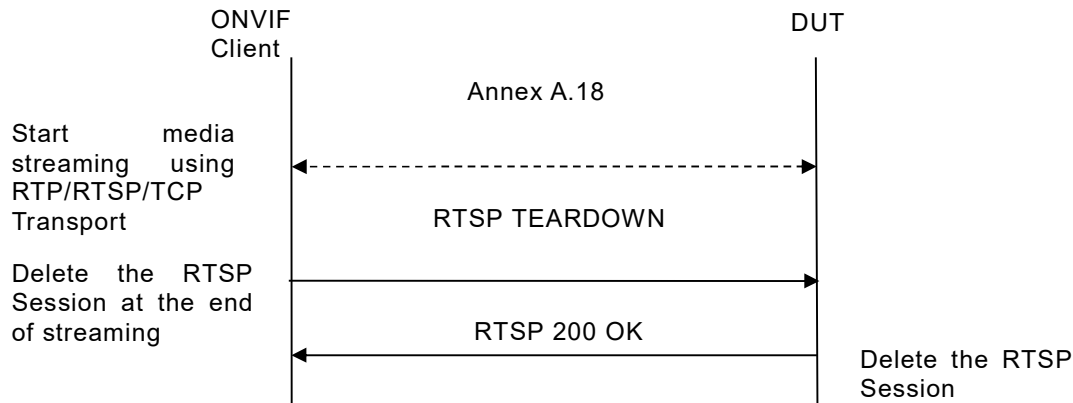 ONVIF
Client
DUT
Annex A.18
Start media
streaming using
RTP/RTSP/TCP
Transport
RTSP TEARDOWN
Delete the RTSP
Session at the end
of streaming
RTSP 200 OK
Delete the RTSP
Session